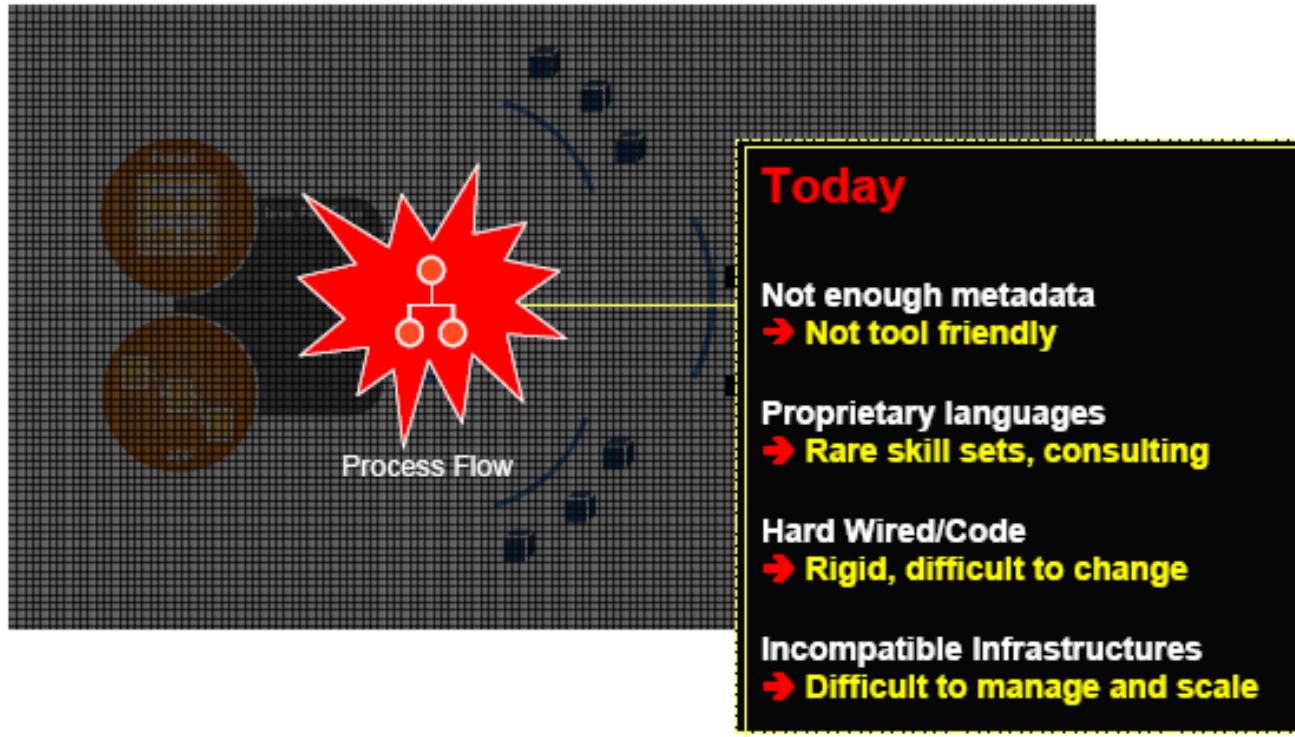 Process Flow
Today
Not enough metadata
➔ Not tool friendly
Proprietary languages
➔ Rare skill sets, consulting
Hard Wired/Code
➔ Rigid, difficult to change
Incompatible Infrastructures
➔ Difficult to manage and scale